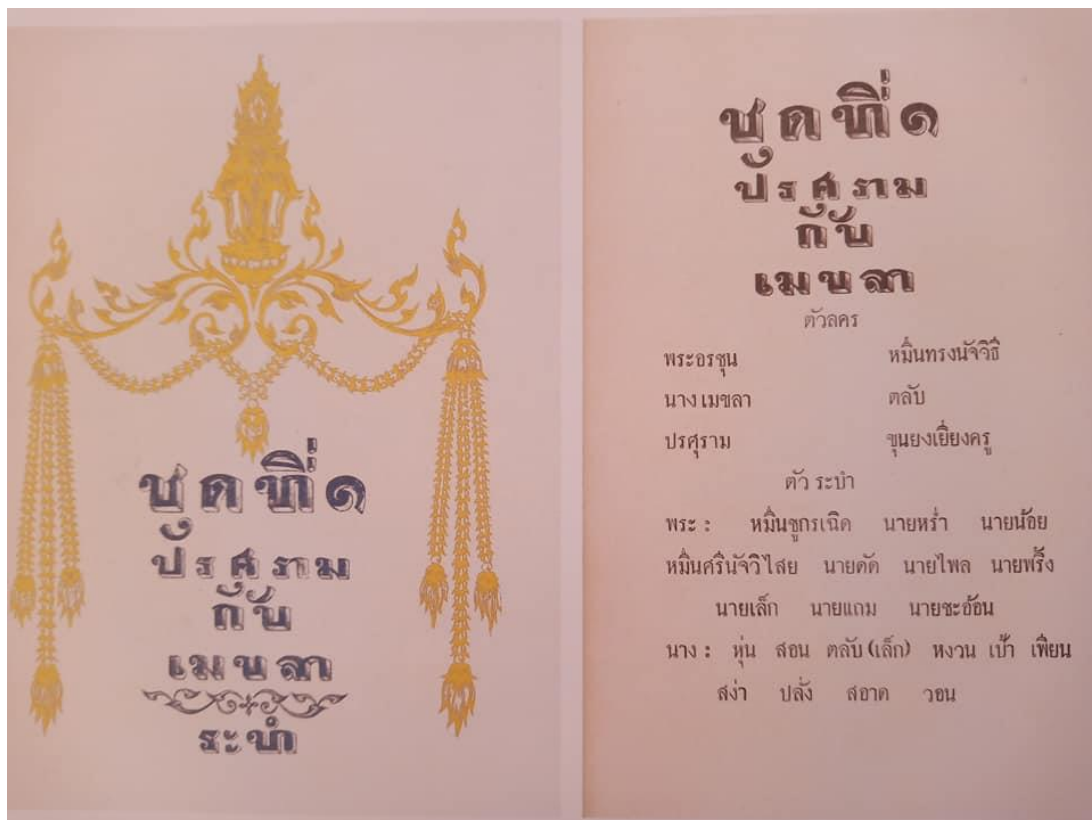 ชุดที่๑
ปรศุราม
กับ
เมขลา
ระบำ
ชุดที่๑
ปรศุราม
กับ
เมขลา
ตัวลคร
พระอรชุน หมื่นทรงนัจวิธี
นางเมขลา ตลับ
ปรศุราม ขุนยงเยี่ยงครู
ตัว ระบำ
พระ : หมื่นชูกรเฉิด นายหร่ำ นายน้อย
หมื่นศรีนัจวิไสย นายดัด นายไพล นายพริ้ง
นายเล็ก นายแถม นายชะอ้อน
นาง : หุ่น สอน ตลับ (เล็ก) หงวน เป้า เพียน
สง่า ปลั่ง สอาด วอน